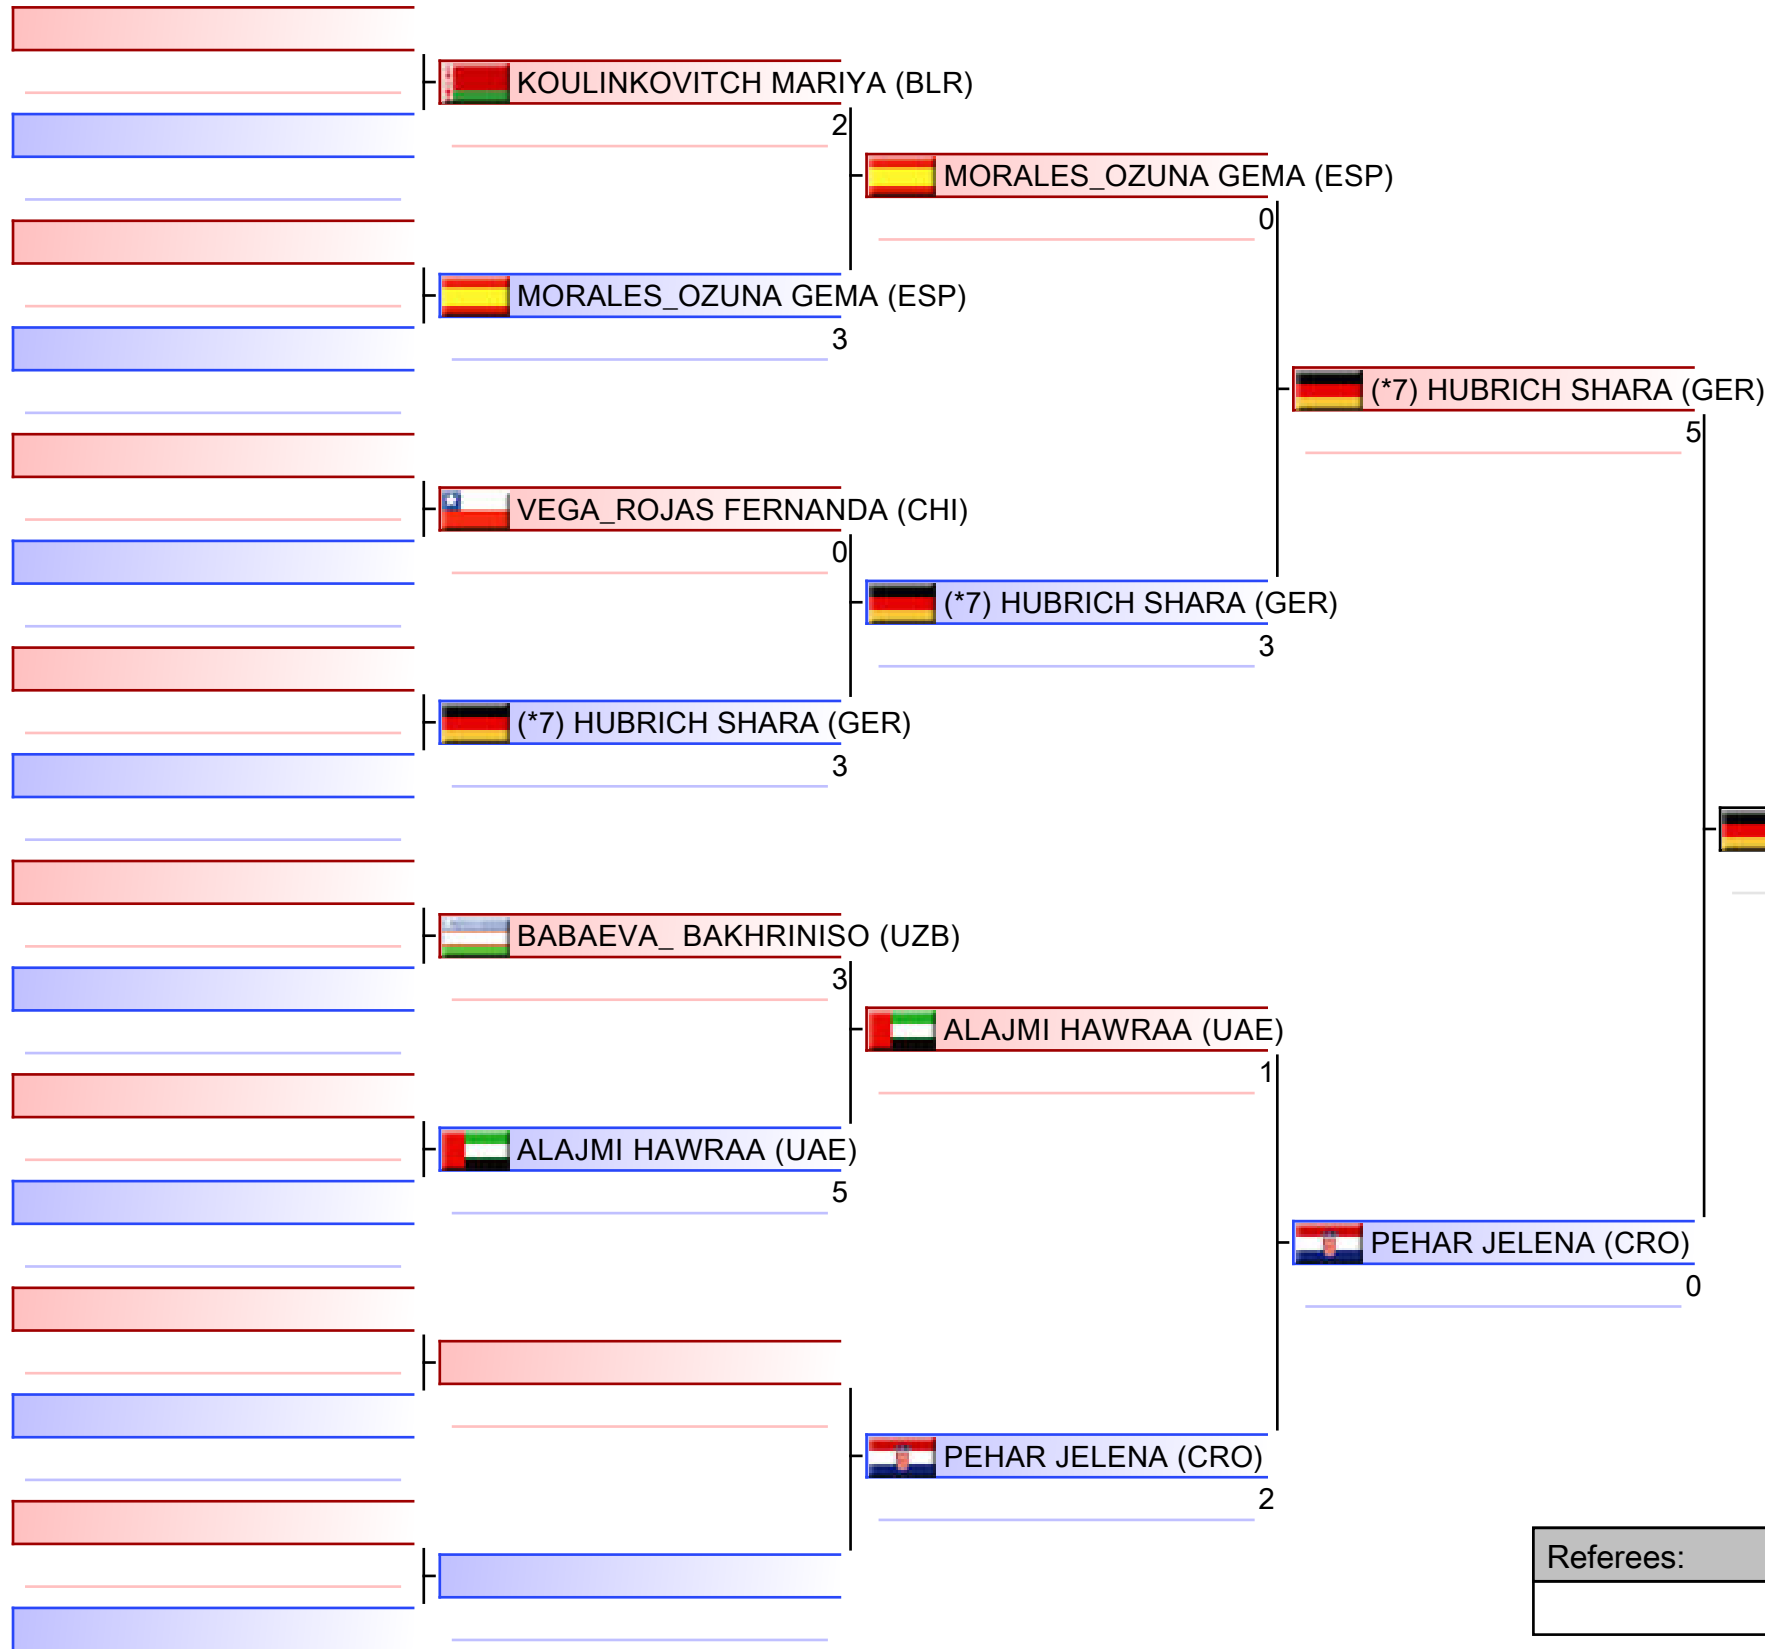 KOULINKOVITCH MARIYA (BLR)
2
MORALES_OZUNA GEMA (ESP)
0
MORALES_OZUNA GEMA (ESP)
3
(*7) HUBRICH SHARA (GER)
5
VEGA_ROJAS FERNANDA (CHI)
0
(*7) HUBRICH SHARA (GER)
3
(*7) HUBRICH SHARA (GER)
3
BABAEVA_ BAKHRINISO (UZB)
3
ALAJMI HAWRAA (UAE)
1
ALAJMI HAWRAA (UAE)
5
PEHAR JELENA (CRO)
0
PEHAR JELENA (CRO)
2
Referees: